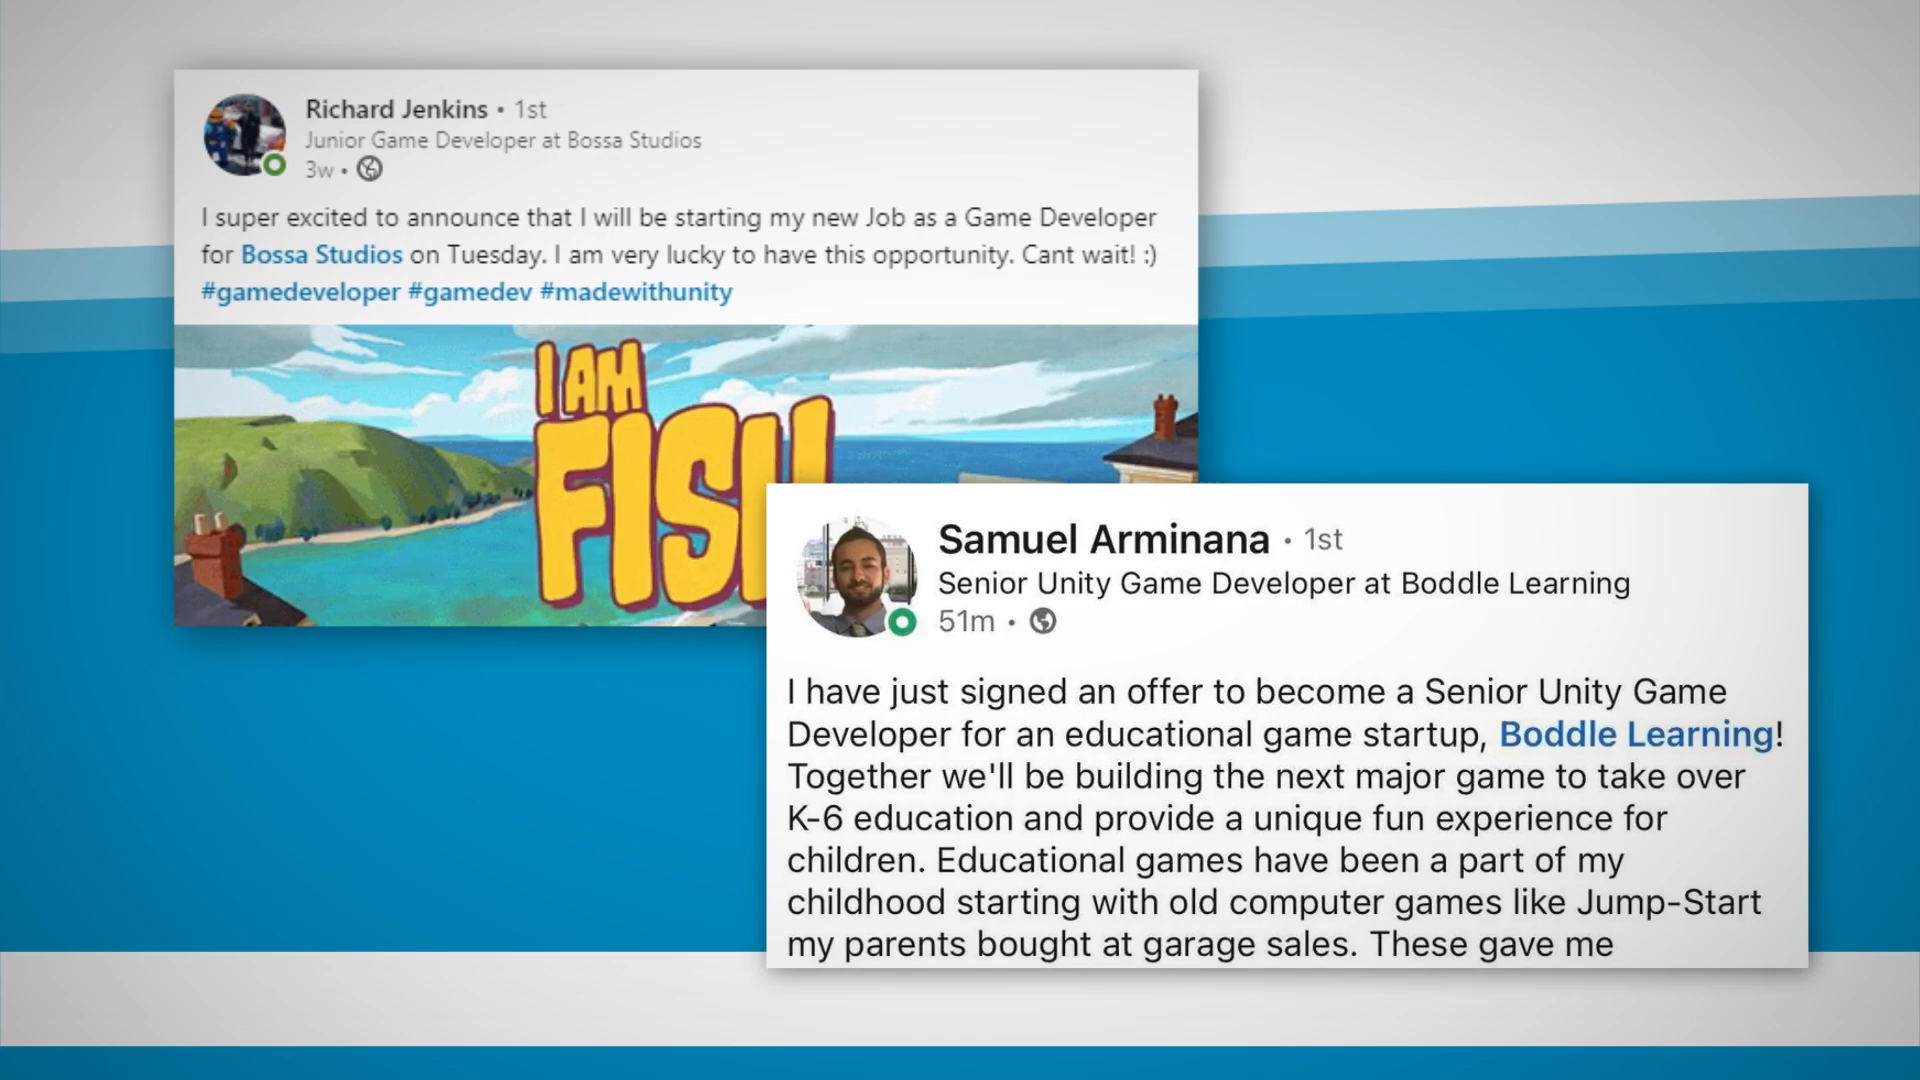 Richard Jenkins • 1st
Junior Game Developer at Bossa Studios
3w •
I super excited to announce that I will be starting my new Job as a Game Developer
for Bossa Studios on Tuesday. I am very lucky to have this opportunity. Cant wait! :)
#gamedeveloper #gamedev #madewithunity
I AM
FISH
Samuel Arminana • 1st
Senior Unity Game Developer at Boddle Learning
51m •
I have just signed an offer to become a Senior Unity Game
Developer for an educational game startup, Boddle Learning!
Together we'll be building the next major game to take over
K-6 education and provide a unique fun experience for
children. Educational games have been a part of my
childhood starting with old computer games like Jump-Start
my parents bought at garage sales. These gave me